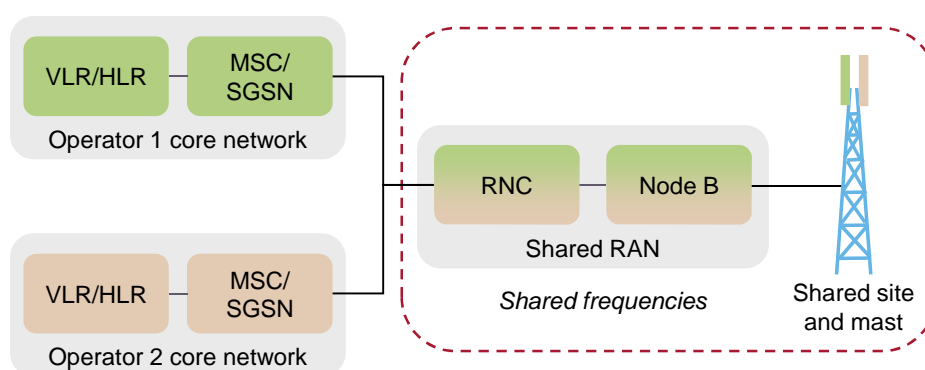 VLR/HLR
MSC/
SGSN
Operator 1 core network
RNC
Node B
Shared RAN
VLR/HLR
MSC/
SGSN
Operator 2 core network
Shared frequencies
Shared site
and mast